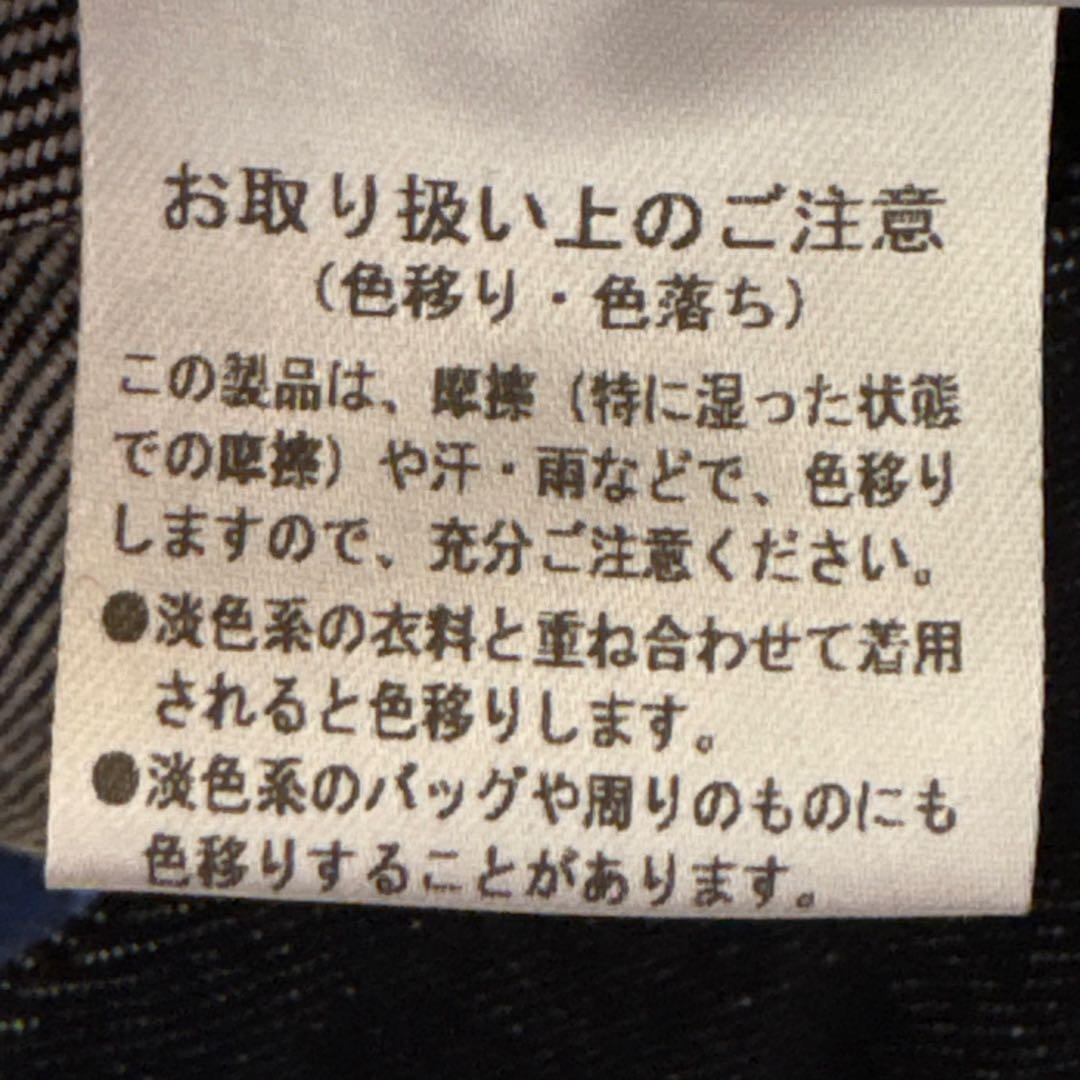 お取り扱い上のご注意
(色移り・色落ち)
この製品は、摩擦(特に湿った状態
での摩擦)や汗・雨などで、色移り
しますので、充分ご注意ください。
●淡色系の衣料と重ね合わせて着用
されると色移りします。
●淡色系のバッグや周りのものにも
色移りすることがあります。